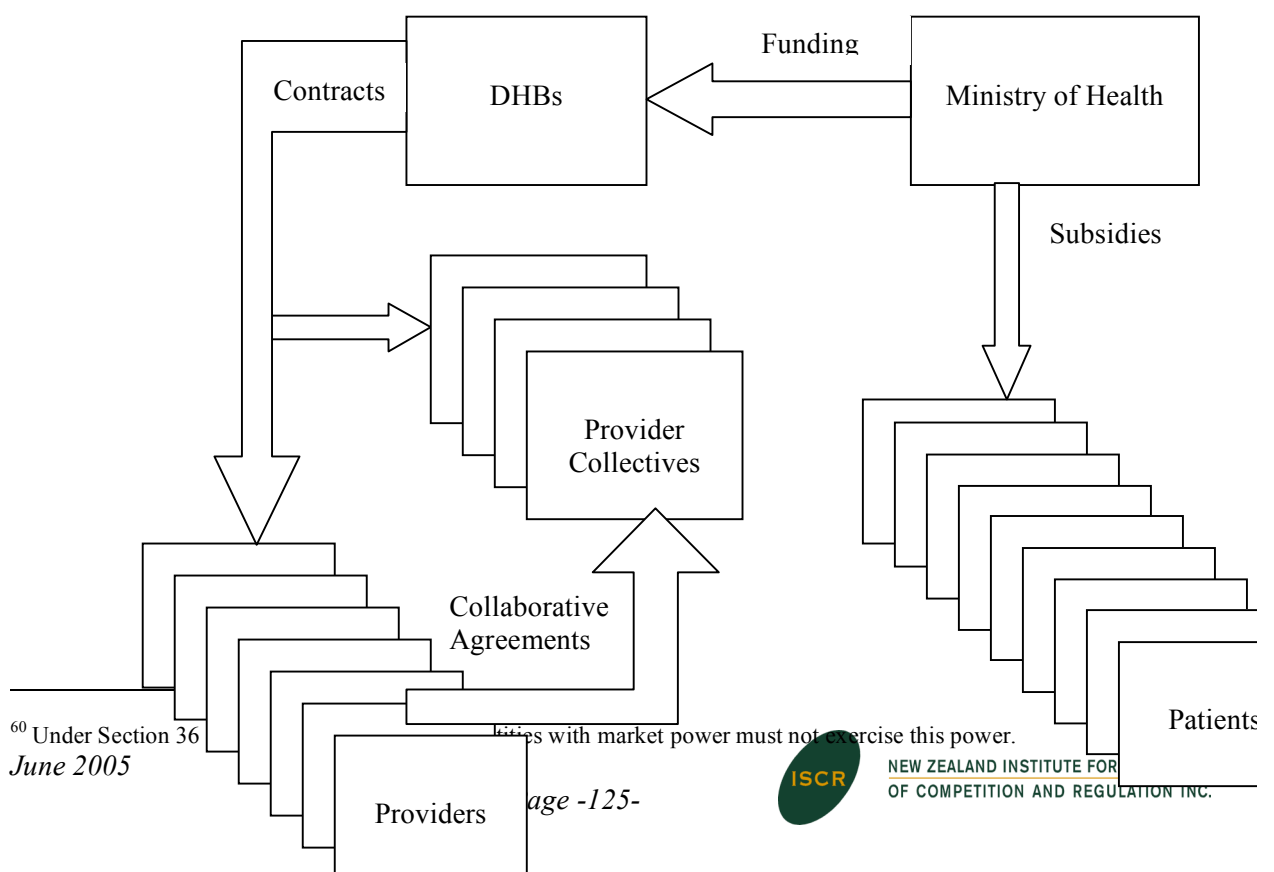 Funding
Contracts
DHBs
Ministry of Health
Subsidies
Provider
Collectives
Collaborative
Agreements
Patients
60 Under Section 36
tities with market power must not exercise this power.
June 2005
ISCR
NEW ZEALAND INSTITUTE FOR
OF COMPETITION AND REGULATION INC.
age -125-
Providers